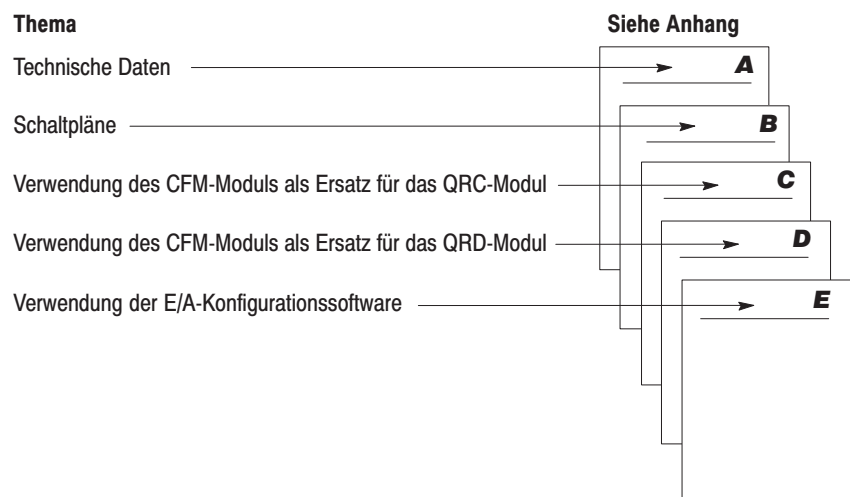 Thema Siehe Anhang
Technische Daten A
Schaltpläne B
Verwendung des CFM-Moduls als Ersatz für das QRC-Modul C
Verwendung des CFM-Moduls als Ersatz für das QRD-Modul D
Verwendung der E/A-Konfigurationssoftware E